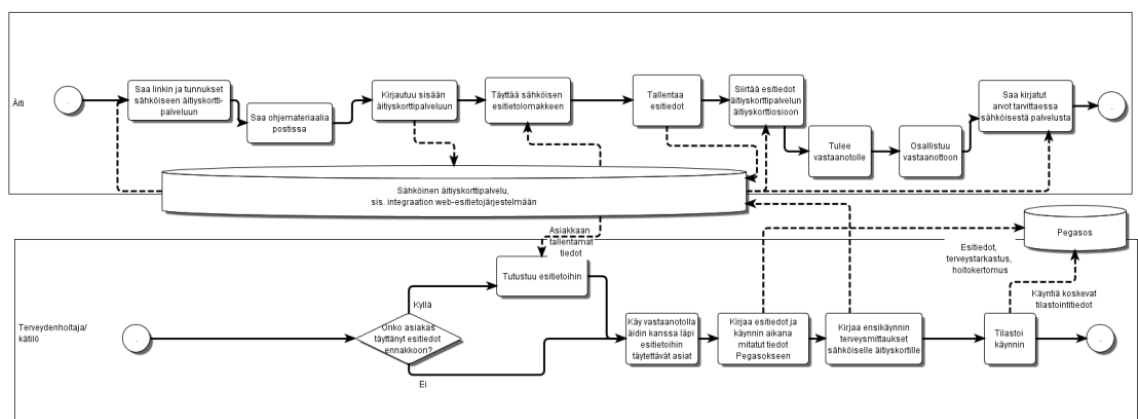 Äiti
Saa linkin ja tunnukset
sähköiseen äitiyskortti-
palveluun
Saa ohjemateriaalia
postissa
Kirjautuu sisään
äitiyskorttipalveluun
Täyttää sähköisen
esitietolomakkeen
Tallentaa
esitiedot
Siirtää esitiedot
äitiyskorttipalvelun
äitiyskorttiosioon
Tulee
vastaanotolle
Osallistuu
vastaanottoon
Saa kirjatut
arvot tarvittaessa
sähköisestä palvelusta
Sähköinen äitiyskorttipalvelu,
sis. integraation web-esitietojärjestelmään
Asiakkaan
tallentamat
tiedot
Pegasos
Esitiedot,
terveystarkastus,
hoitokertomus
Käyntiä koskevat
tilastointitiedot
Terveydenhoitaja/
kätilö
Onko asiakas
täyttänyt esitiedot
ennakkoon?
Kyllä
Ei
Tutustuu esitietoihin
Käy vastaanotolla
äidin kanssa läpi
esitietoihin
täytettävät asiat
Kirjaa esitiedot ja
käynnin aikana
mitatut tiedot
Pegasokseen
Kirjaa ensikäynnin
terveysmittaukset
sähköiselle äitiyskortille
Tilastoi
käynnin